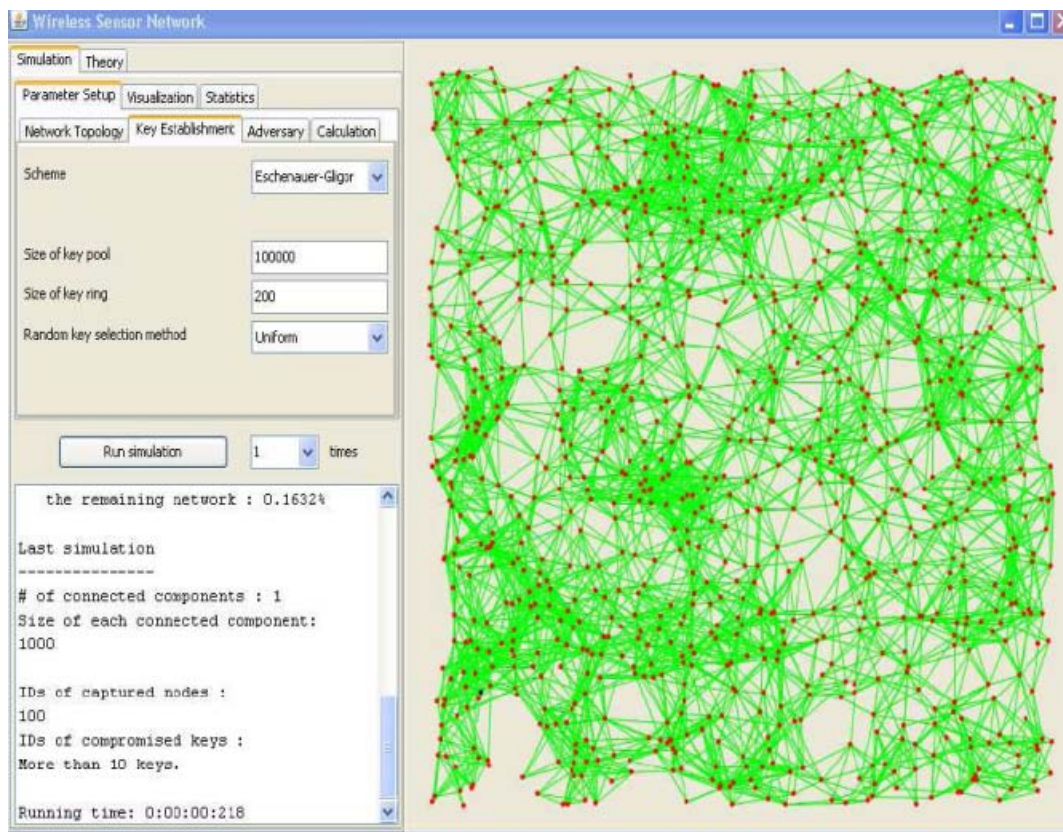 Wireless Sensor Network
Simulation Theory
Parameter Setup Visualization Statistics
Network Topology Key Establishment Adversary Calculation
Scheme Eschenauer-Gligor
Size of key pool 100000
Size of key ring 200
Random key selection method Uniform
Run simulation 1 times
the remaining network : 0.1632%
Last simulation
---------------
# of connected components : 1
Size of each connected component:
1000
IDs of captured nodes :
100
IDs of compromised keys :
More than 10 keys.
Running time: 0:00:00:218